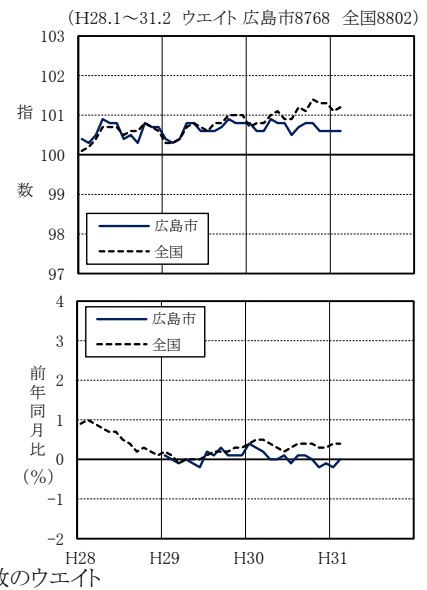 (H28.1～31.2 ウエイト 広島市8768 全国8802)
103
102
指 101
100
数 99
98
97
広島市
全国
4
3
2
1
0
−1
−2
広島市
全国
前
年
同
月
比
(%)
H28 H29 H30 H31
のウエイト